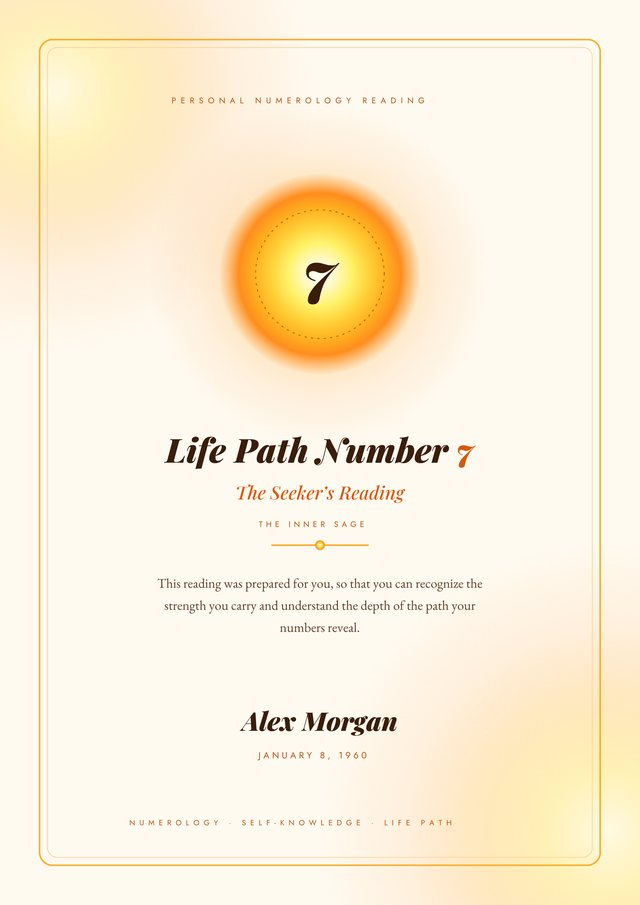 PERSONAL NUMEROLOGY READING
7
Life Path Number 7
The Seeker's Reading
THE INNER SAGE
This reading was prepared for you, so that you can recognize the
strength you carry and understand the depth of the path your
numbers reveal.
Alex Morgan
JANUARY 8, 1960
NUMEROLOGY · SELF-KNOWLEDGE · LIFE PATH